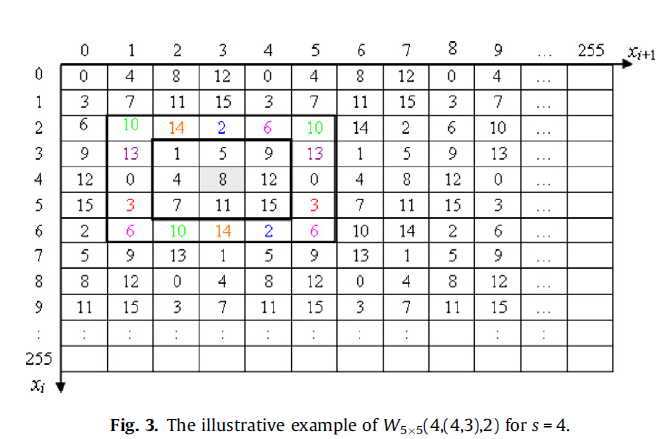 0 1 2 3 4 5 6 7 8 9 ... 255 x_{i+1}
0 0 4 8 12 0 4 8 12 0 4 ...
1 3 7 11 15 3 7 11 15 3 7 ...
2 6 10 14 2 6 10 14 2 6 10 ...
3 9 13 1 5 9 13 1 5 9 13 ...
4 12 0 4 8 12 0 4 8 12 0 ...
5 15 3 7 11 15 3 7 11 15 3 ...
6 2 6 10 14 2 6 10 14 2 6 ...
7 5 9 13 1 5 9 13 1 5 9 ...
8 8 12 0 4 8 12 0 4 8 12 ...
9 11 15 3 7 11 15 3 7 11 15 ...
: : : : : : : : : : : : :
255
x_i
Fig. 3. The illustrative example of W_{5×5}(4,(4,3),2) for s = 4.